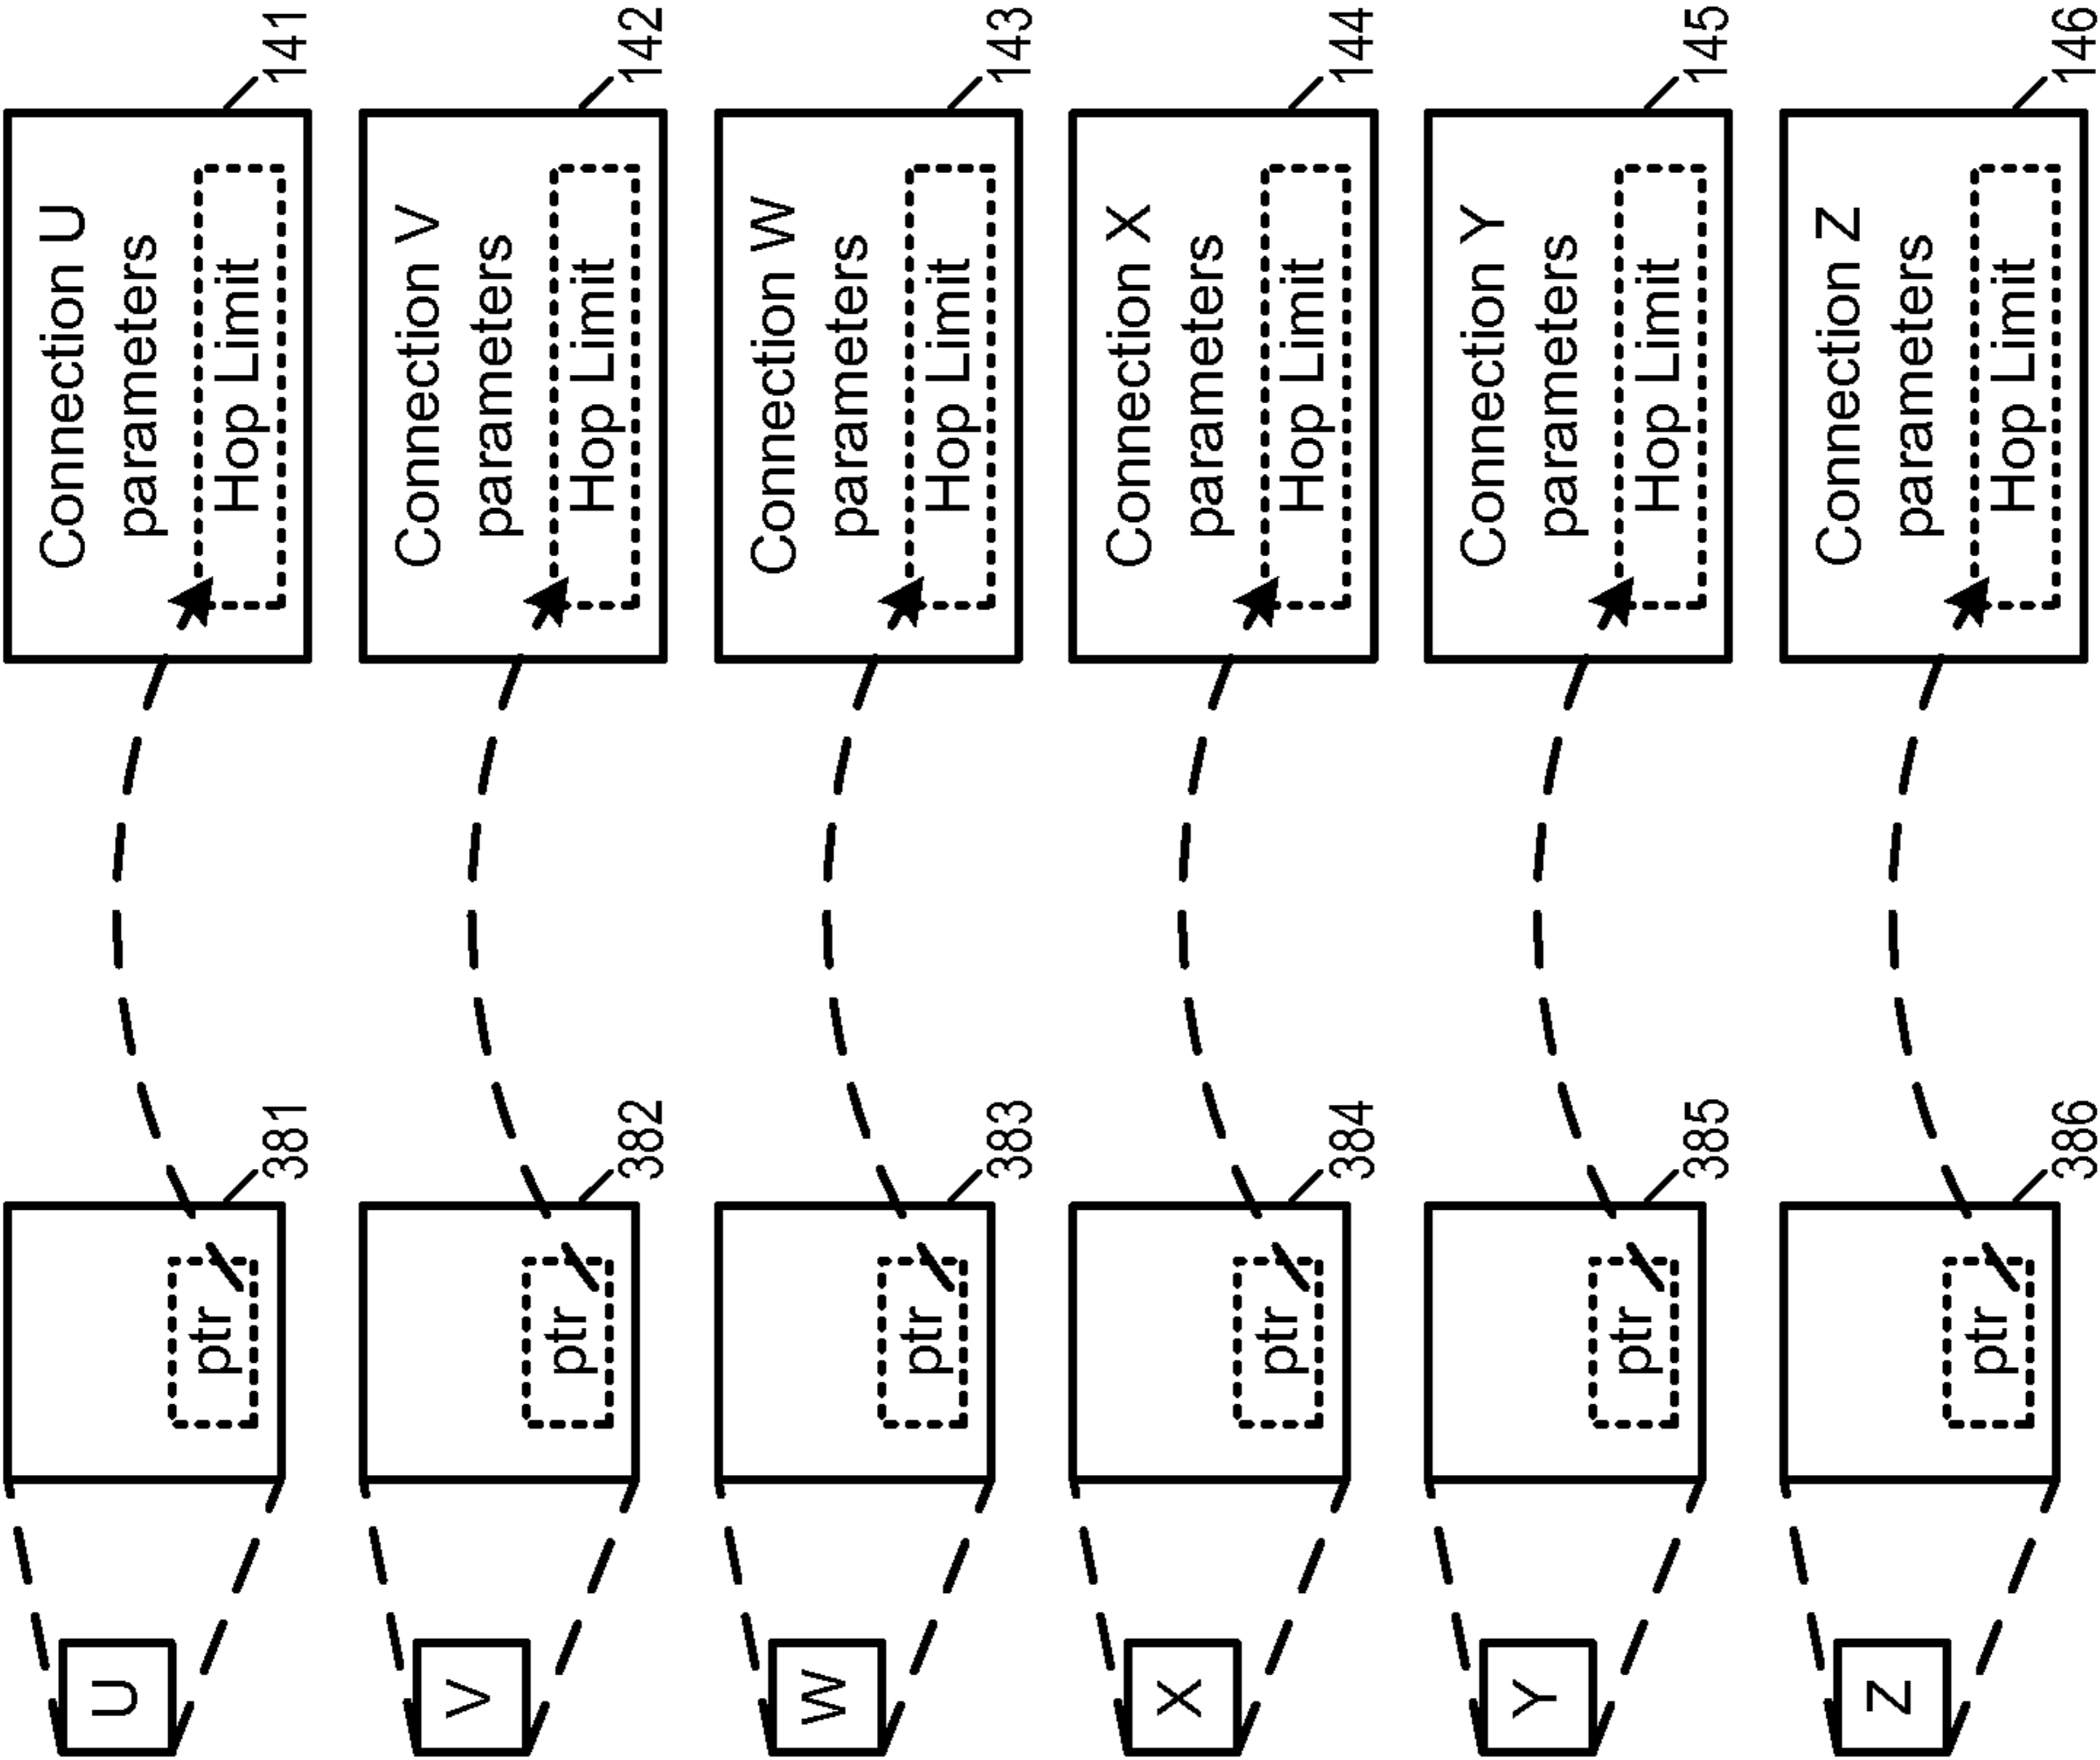 U
ptr
381
Connection U
parameters
Hop Limit
141
V
ptr
382
Connection V
parameters
Hop Limit
142
W
ptr
383
Connection W
parameters
Hop Limit
143
X
ptr
384
Connection X
parameters
Hop Limit
144
Y
ptr
385
Connection Y
parameters
Hop Limit
145
Z
ptr
386
Connection Z
parameters
Hop Limit
146